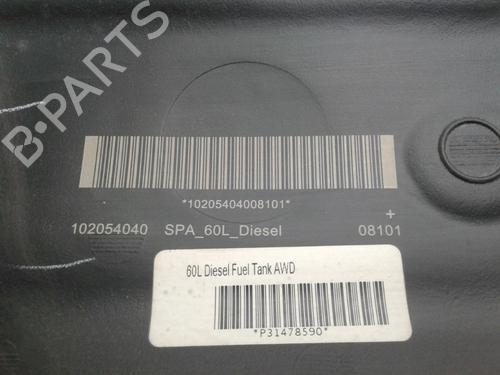 B-PARTS
*10205404008101*
102054040 SPA_60L_Diesel + 08101
60L Diesel Fuel Tank AWD
*P31478590*